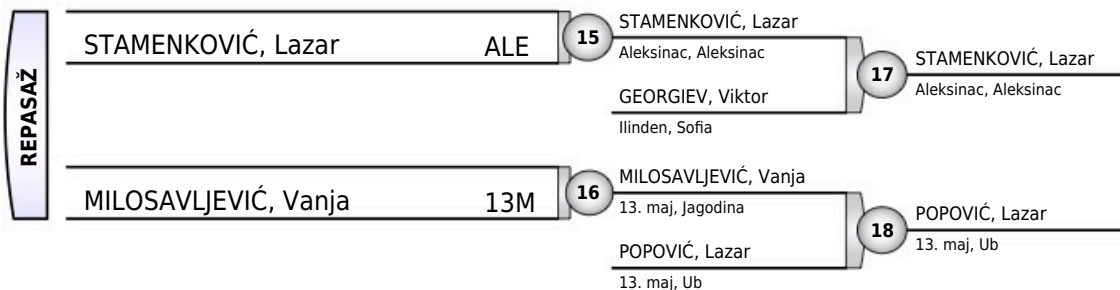 REPASAŽ
STAMENKOVIĆ, Lazar ALE
15
STAMENKOVIĆ, Lazar
Aleksinac, Aleksinac
GEORGIEV, Viktor
Ilinden, Sofia
17
STAMENKOVIĆ, Lazar
Aleksinac, Aleksinac
MILOSAVLJEVIĆ, Vanja 13M
16
MILOSAVLJEVIĆ, Vanja
13. maj, Jagodina
POPOVIĆ, Lazar
13. maj, Ub
18
POPOVIĆ, Lazar
13. maj, Ub